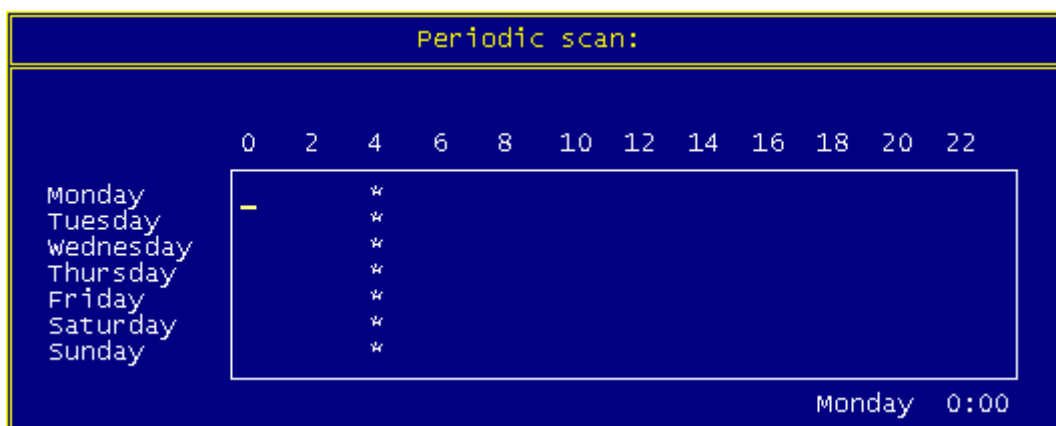 Periodic scan:
0 2 4 6 8 10 12 14 16 18 20 22
Monday *
Tuesday *
Wednesday *
Thursday *
Friday *
Saturday *
Sunday *
Monday 0:00